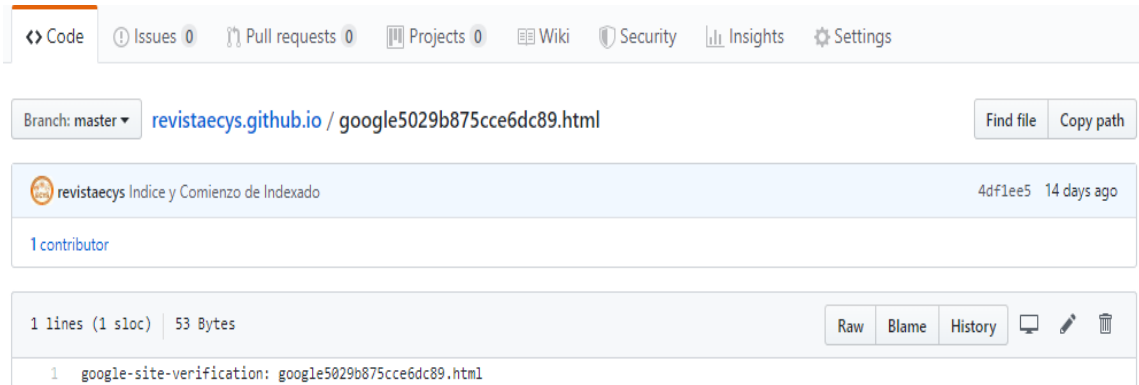 Code Issues 0 Pull requests 0 Projects 0 Wiki Security Insights Settings
Branch: master revistaecys.github.io / google5029b875cce6dc89.html Find file Copy path
revistaecys Indice y Comienzo de Indexado 4df1ee5 14 days ago
1 contributor
1 lines (1 sloc) 53 Bytes Raw Blame History
1 google-site-verification: google5029b875cce6dc89.html